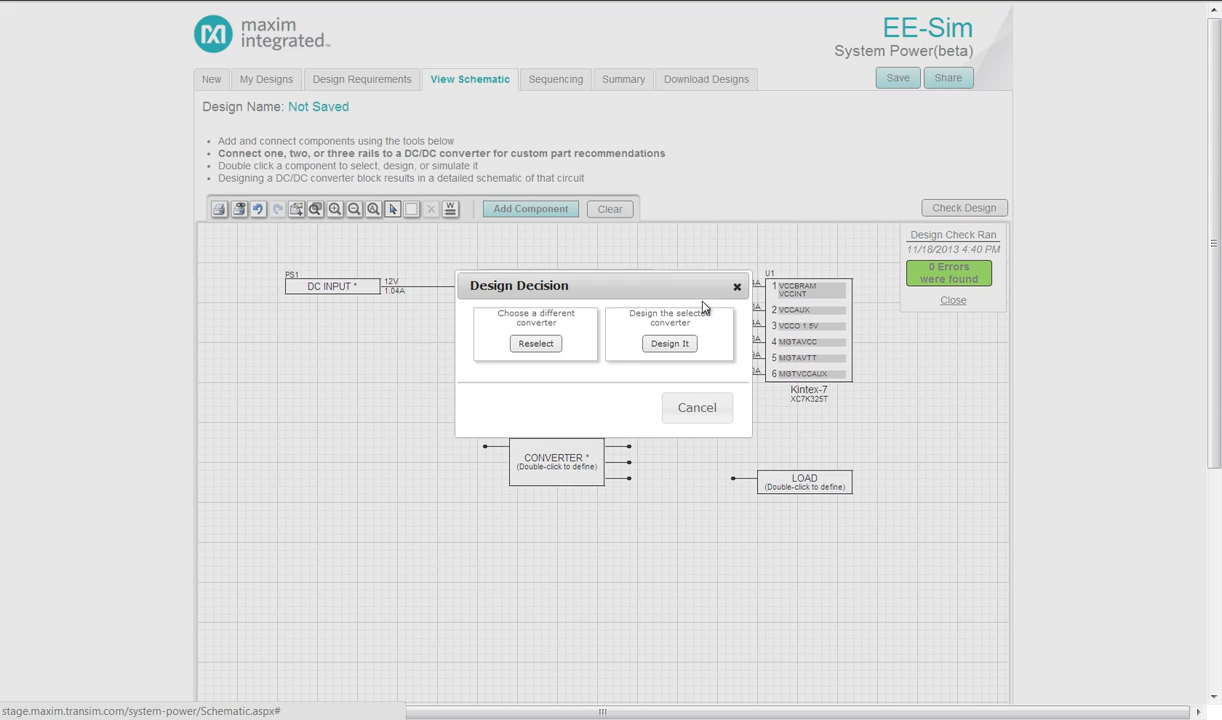 maxim
integrated™
EE-Sim
System Power(beta)
New
My Designs
Design Requirements
View Schematic
Sequencing
Summary
Download Designs
Save
Share
Design Name: Not Saved
Add and connect components using the tools below
Connect one, two, or three rails to a DC/DC converter for custom part recommendations
Double click a component to select, design, or simulate it
Designing a DC/DC converter block results in a detailed schematic of that circuit
W
Add Component
Clear
Check Design
Design Check Ran
11/18/2013 4:40 PM
0 Errors
were found
Close
PS1
DC INPUT *
12V
1.04A
U1
1 VCCBRAM
VCCINT
2 VCCAUX
3 VCCO 1.5V
4 MGTAVCC
5 MGTAVTT
6 MGTVCCAUX
Kintex-7
XC7K325T
Design Decision
Choose a different
converter
Reselect
Design the selected
converter
Design It
Cancel
CONVERTER *
(Double-click to define)
LOAD
(Double-click to define)
stage.maxim.transim.com/system-power/Schematic.aspx#